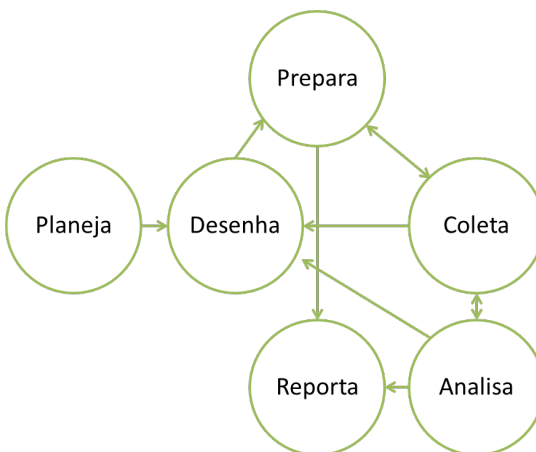 Prepara
Planeja
Desenha
Coleta
Reporta
Analisa